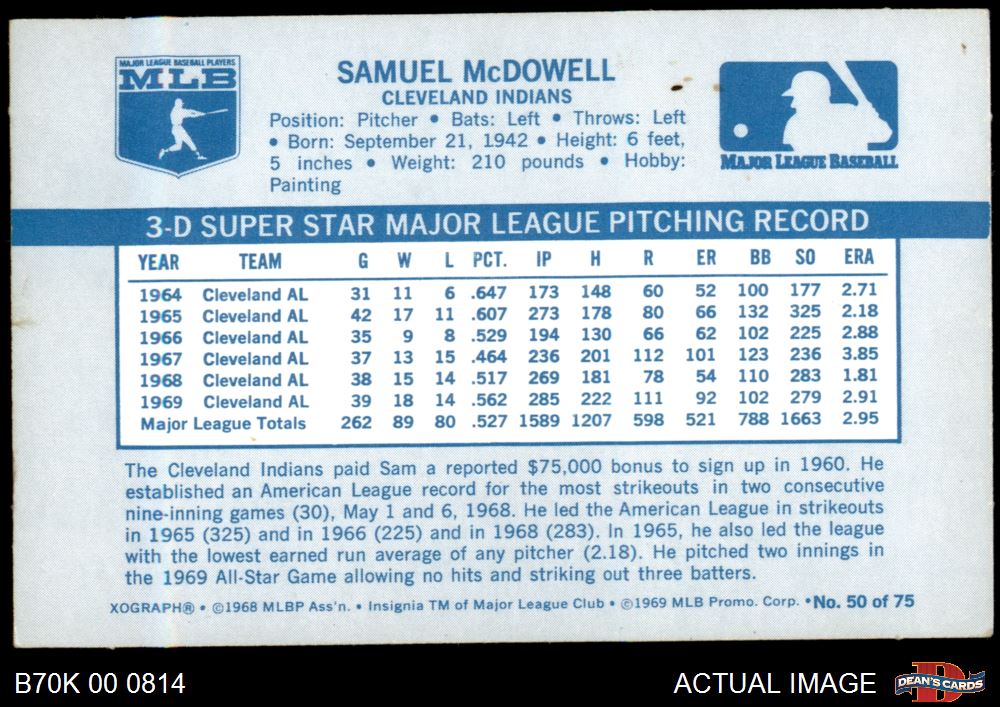 MAJOR LEAGUE BASEBALL PLAYERS
MLB
SAMUEL McDOWELL
CLEVELAND INDIANS
Position: Pitcher • Bats: Left • Throws: Left
• Born: September 21, 1942 • Height: 6 feet,
5 inches • Weight: 210 pounds • Hobby:
Painting
MAJOR LEAGUE BASEBALL
3-D SUPER STAR MAJOR LEAGUE PITCHING RECORD
YEAR TEAM G W L PCT. IP H R ER BB SO ERA
1964 Cleveland AL 31 11 6 .647 173 148 60 52 100 177 2.71
1965 Cleveland AL 42 17 11 .607 273 178 80 66 132 325 2.18
1966 Cleveland AL 35 9 8 .529 194 130 66 62 102 225 2.88
1967 Cleveland AL 37 13 15 .464 236 201 112 101 123 236 3.85
1968 Cleveland AL 38 15 14 .517 269 181 78 54 110 283 1.81
1969 Cleveland AL 39 18 14 .562 285 222 111 92 102 279 2.91
Major League Totals 262 89 80 .527 1589 1207 598 521 788 1663 2.95
The Cleveland Indians paid Sam a reported $75,000 bonus to sign up in 1960. He
established an American League record for the most strikeouts in two consecutive
nine-inning games (30), May 1 and 6, 1968. He led the American League in strikeouts
in 1965 (325) and in 1966 (225) and in 1968 (283). In 1965, he also led the league
with the lowest earned run average of any pitcher (2.18). He pitched two innings in
the 1969 All-Star Game allowing no hits and striking out three batters.
XOGRAPH® • ©1968 MLBP Ass'n. • Insignia TM of Major League Club • ©1969 MLB Promo. Corp. •No. 50 of 75
B70K 00 0814
ACTUAL IMAGE
D
DEAN'S CARDS